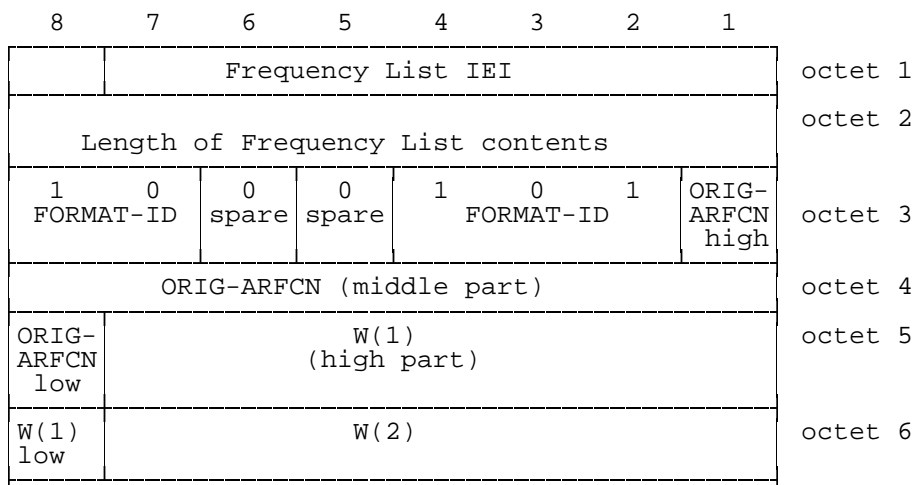 8 7 6 5 4 3 2 1
Frequency List IEI octet 1
octet 2
Length of Frequency List contents
1 0 0 0 1 0 1 ORIG-
FORMAT-ID spare spare FORMAT-ID ARFCN octet 3
high
ORIG-ARFCN (middle part) octet 4
ORIG- W(1) octet 5
ARFCN (high part)
low
W(1) W(2) octet 6
low